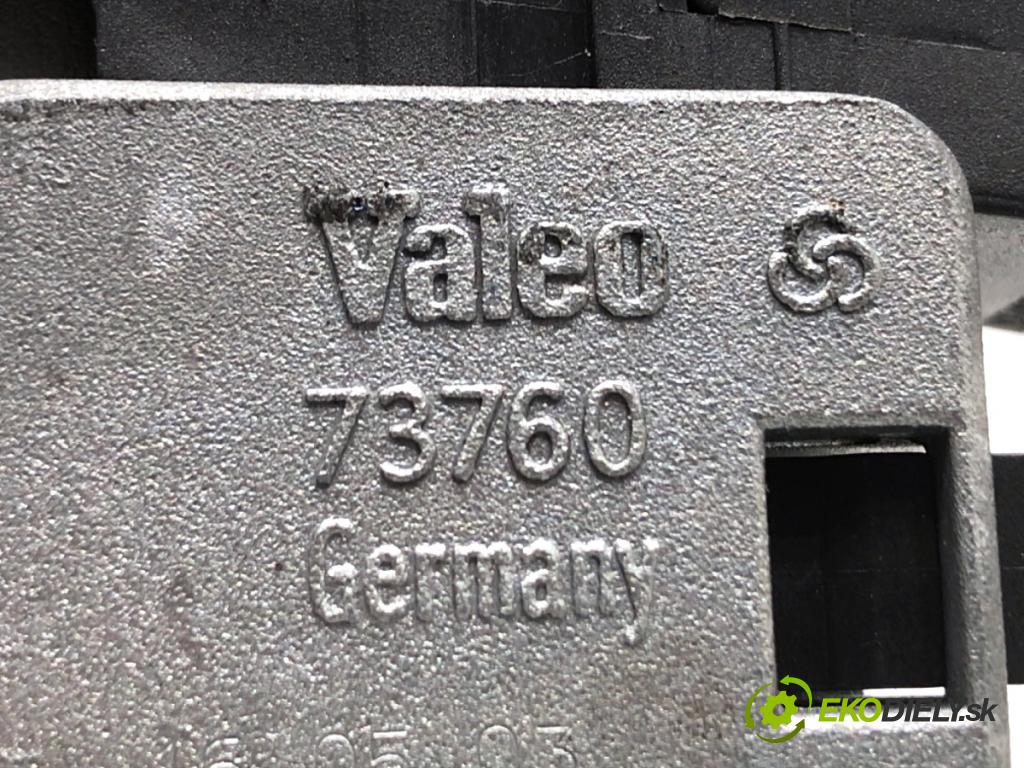 Valeo
73760
Germany
EKODIELY.sk